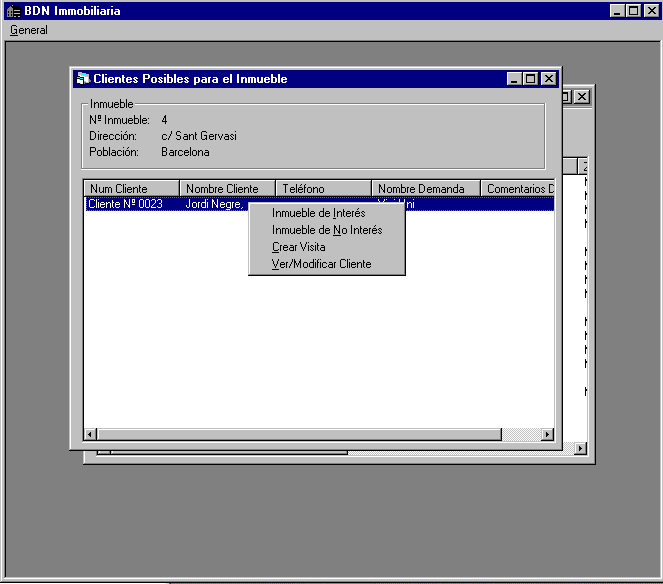 BDN Immobiliaria
General
Clientes Posibles para el Inmueble
Inmueble
Nº Inmueble: 4
Dirección: c/ Sant Gervasi
Población: Barcelona
Num Cliente Nombre Cliente Teléfono Nombre Demanda Comentarios D
Cliente Nº 0023 Jordi Negre,
Inmueble de Interés
Inmueble de No Interés
Crear Visita
Ver/Modificar Cliente